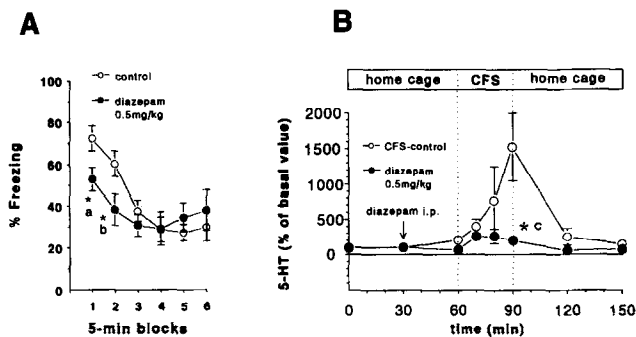 A
control
diazepam
0.5mg/kg
100
80
60
40
20
0
% Freezing
*
a
*
b
1 2 3 4 5 6
5-min blocks
B
home cage CFS home cage
2000
1500
1000
500
0
5-HT (% of basal value)
CFS-control
diazepam
0.5mg/kg
diazepam i.p.
* c
0 30 60 90 120 150
time (min)